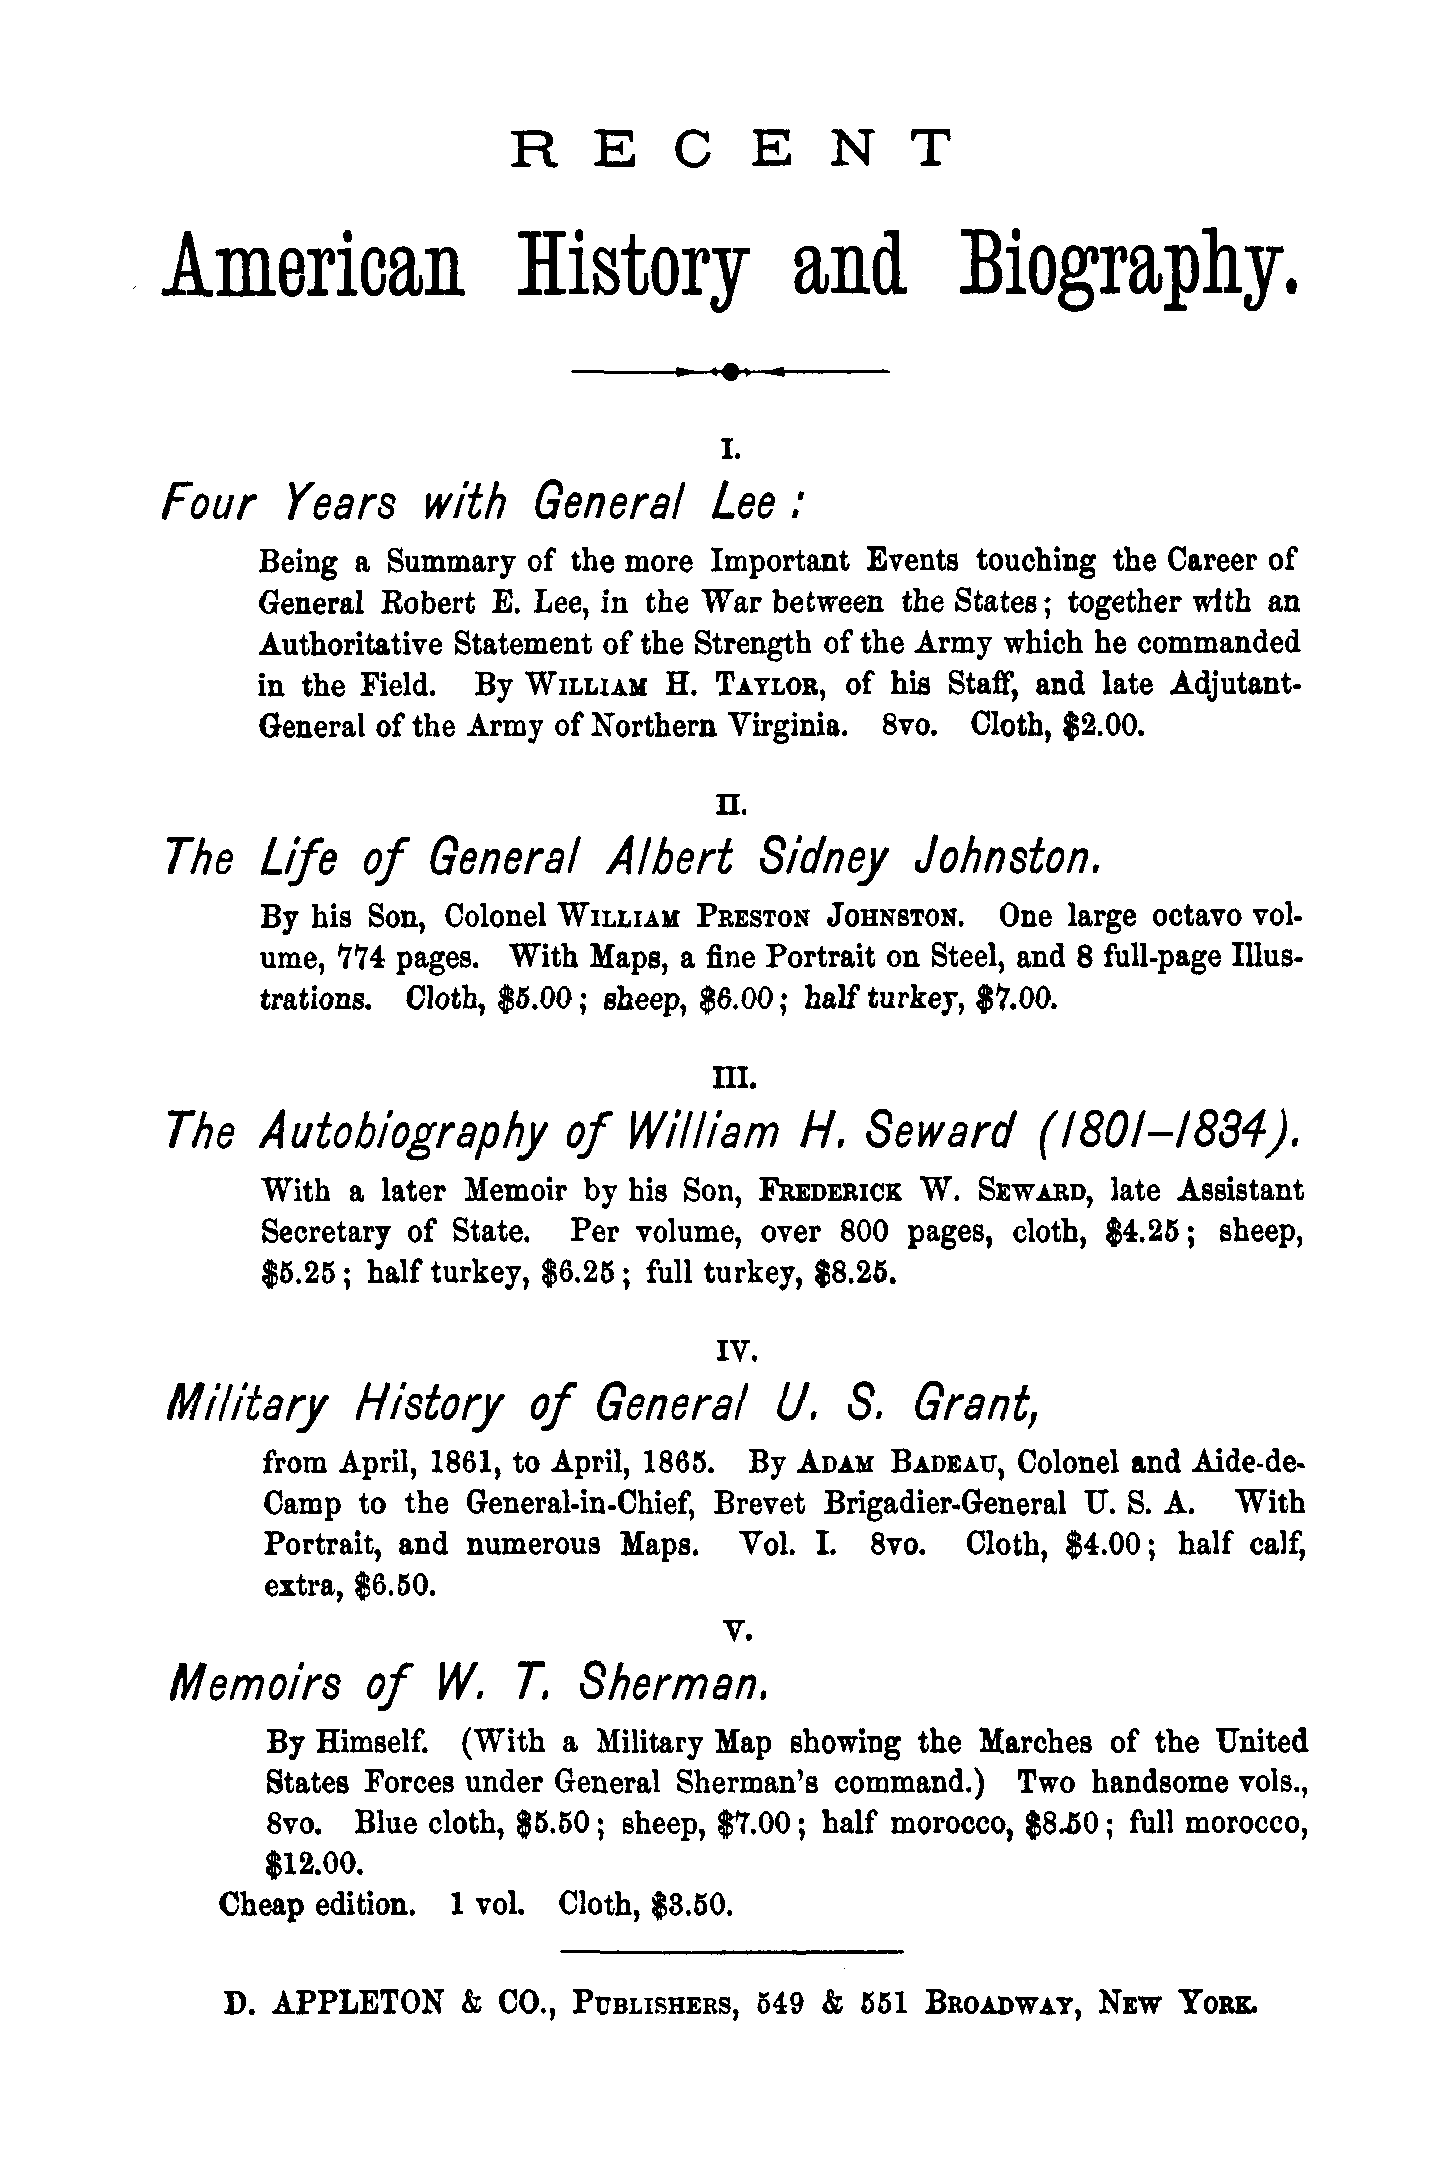 RECENT
American History and Biography.
I.
Four Years with General Lee:
Being a Summary of the more Important Events touching the Career of
General Robert E. Lee, in the War between the States; together with an
Authoritative Statement of the Strength of the Army which he commanded
in the Field. By WILLIAM H. TAYLOR, of his Staff, and late Adjutant-
General of the Army of Northern Virginia. 8vo. Cloth, $2.00.
II.
The Life of General Albert Sidney Johnston.
By his Son, Colonel WILLIAM PRESTON JOHNSTON. One large octavo vol-
ume, 774 pages. With Maps, a fine Portrait on Steel, and 8 full-page Illus-
trations. Cloth, $5.00; sheep, $6.00; half turkey, $7.00.
III.
The Autobiography of William H. Seward (1801–1834).
With a later Memoir by his Son, FREDERICK W. SEWARD, late Assistant
Secretary of State. Per volume, over 800 pages, cloth, $4.25; sheep,
$5.25; half turkey, $6.25; full turkey, $8.25.
IV.
Military History of General U. S. Grant,
from April, 1861, to April, 1865. By ADAM BADEAU, Colonel and Aide-de-
Camp to the General-in-Chief, Brevet Brigadier-General U. S. A. With
Portrait, and numerous Maps. Vol. I. 8vo. Cloth, $4.00; half calf,
extra, $6.50.
V.
Memoirs of W. T. Sherman.
By Himself. (With a Military Map showing the Marches of the United
States Forces under General Sherman's command.) Two handsome vols.,
8vo. Blue cloth, $5.50; sheep, $7.00; half morocco, $8.50; full morocco,
$12.00.
Cheap edition. 1 vol. Cloth, $3.50.
D. APPLETON & CO., PUBLISHERS, 549 & 551 BROADWAY, NEW YORK.